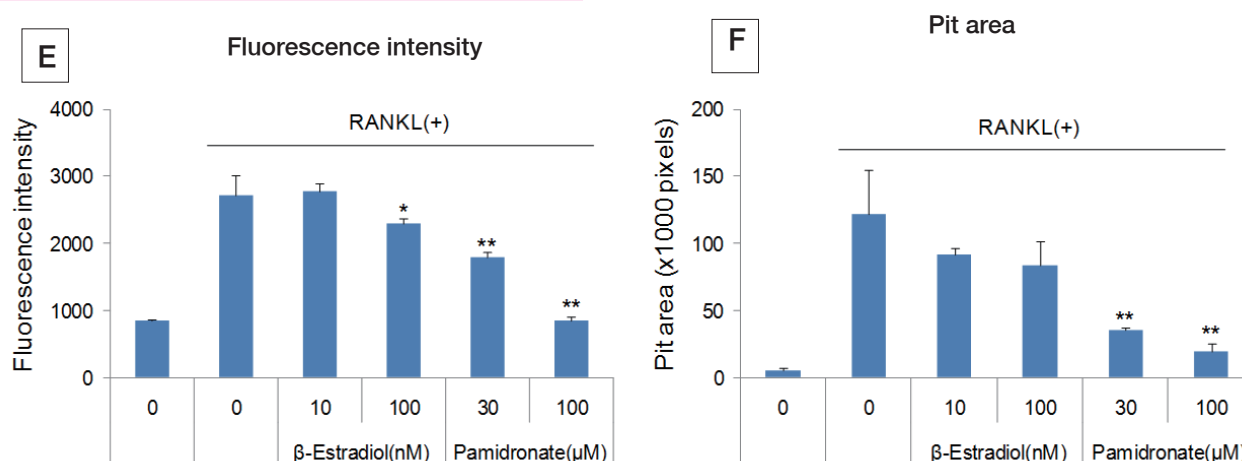 E
Fluorescence intensity
Fluorescence intensity
4000
3000
2000
1000
0
RANKL(+)
*
**
**
0 0 10 100 30 100
β-Estradiol(nM) Pamidronate(µM)
F
Pit area
Pit area (x1000 pixels)
200
150
100
50
0
RANKL(+)
**
**
0 0 10 100 30 100
β-Estradiol(nM) Pamidronate(µM